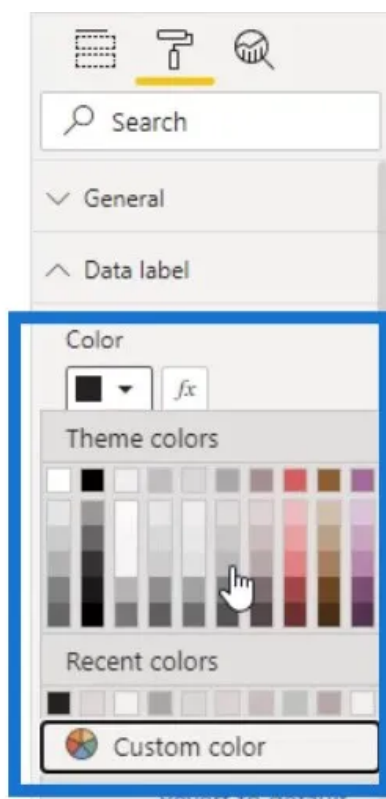 Search
General
Data label
Color
fx
Theme colors
Recent colors
Custom color